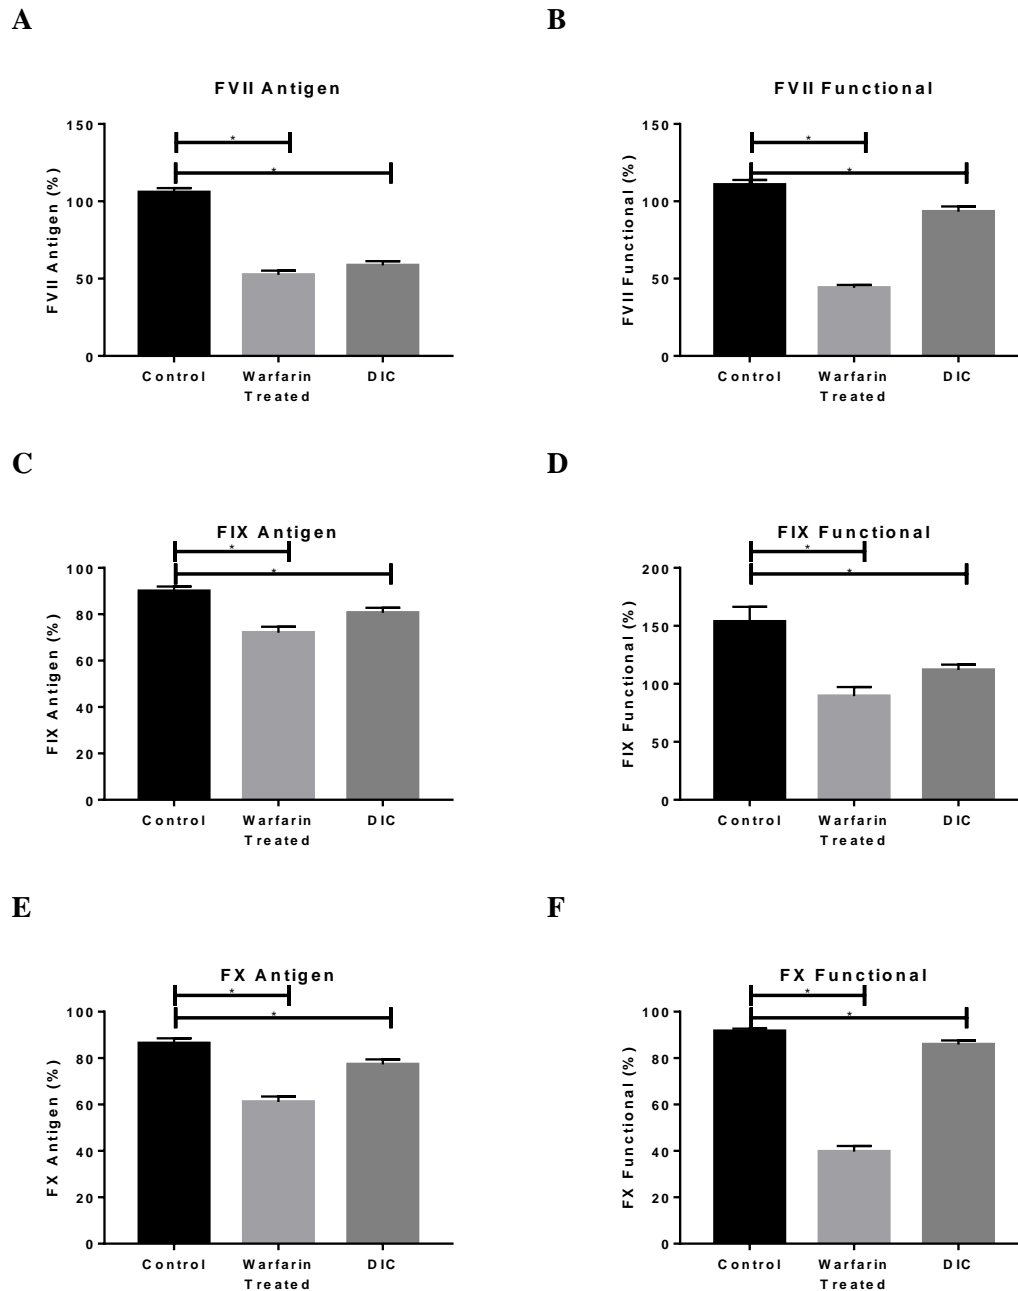 A
FVII Antigen
FVII Antigen (%)
150
100
50
0
*
*
Control
Warfarin
Treated
DIC
B
FVII Functional
FVII Functional (%)
150
100
50
0
*
*
Control
Warfarin
Treated
DIC
C
FIX Antigen
FIX Antigen (%)
100
80
60
40
20
0
*
*
Control
Warfarin
Treated
DIC
D
FIX Functional
FIX Functional (%)
200
150
100
50
0
*
*
Control
Warfarin
Treated
DIC
E
FX Antigen
FX Antigen (%)
100
80
60
40
20
0
*
*
Control
Warfarin
Treated
DIC
F
FX Functional
FX Functional (%)
100
80
60
40
20
0
*
*
Control
Warfarin
Treated
DIC